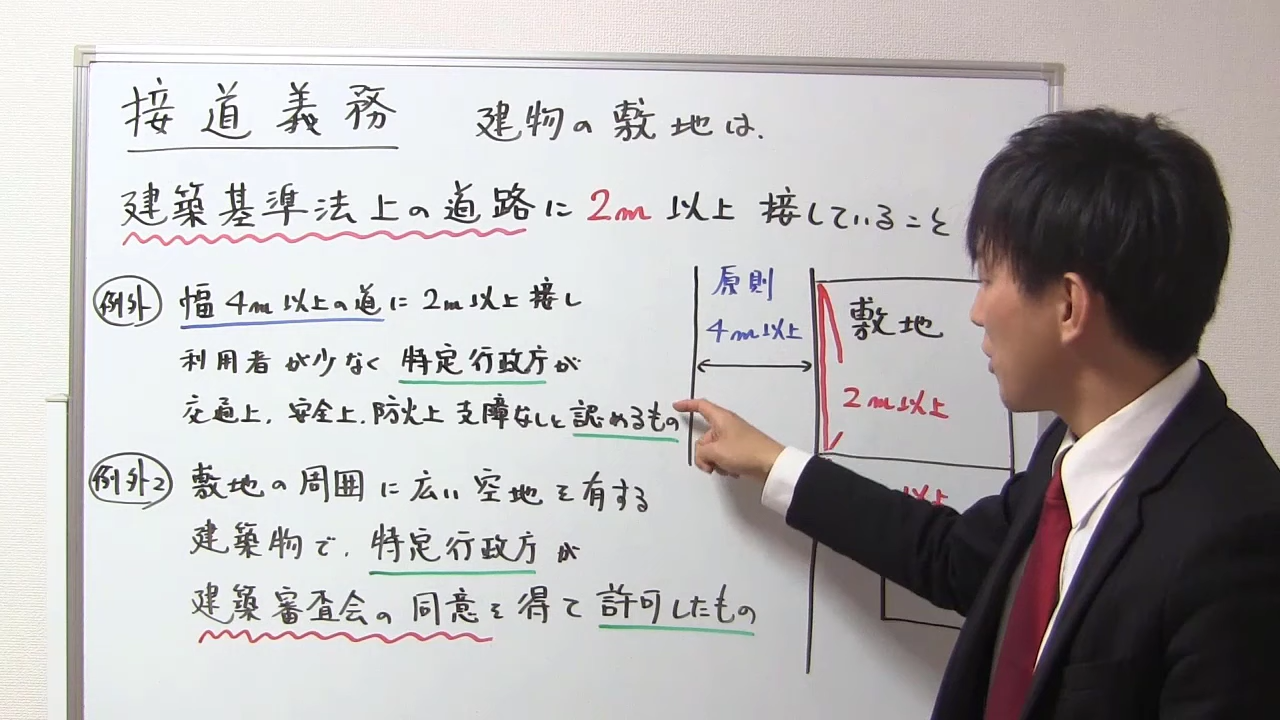 接道義務 建物の敷地は、
建築基準法上の道路に2m以上接していること
例外 幅4m以上の道に2m以上接し
利用者が少なく特定行政庁が
交通上、安全上、防火上支障なしと認めるもの
例外2 敷地の周囲に広い空地を有する
建築物で、特定行政庁が
建築審査会の同意を得て許可したもの
原則
4m以上
敷地
2m以上
以上